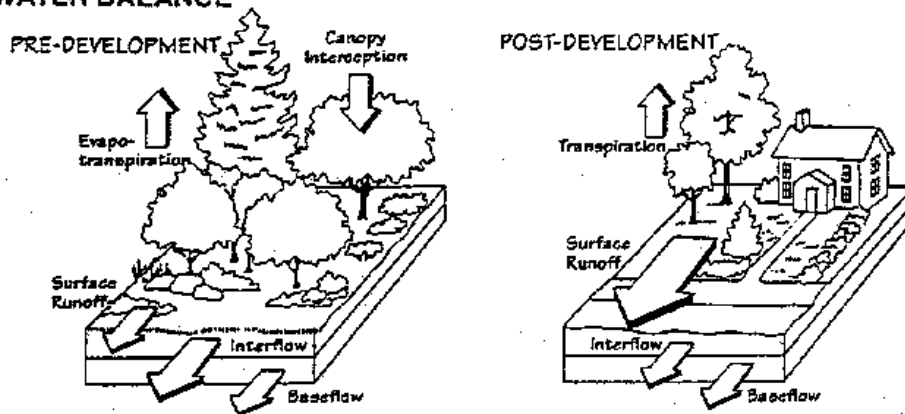 WATER BALANCE
PRE-DEVELOPMENT
Canopy
Interception
Evapo-
transpiration
Surface
Runoff
Interflow
Baseflow
POST-DEVELOPMENT
Transpiration
Surface
Runoff
Interflow
Baseflow